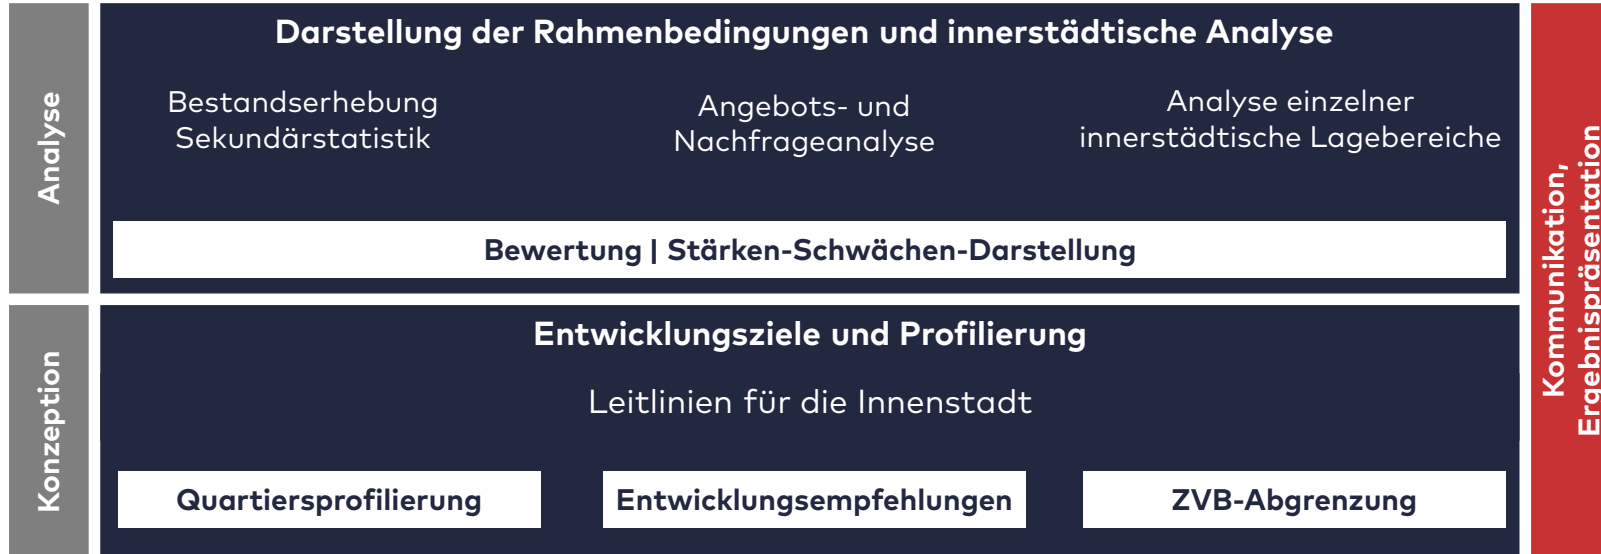 Analyse
Darstellung der Rahmenbedingungen und innerstädtische Analyse
Bestandserhebung
Sekundärstatistik
Angebots- und
Nachfrageanalyse
Analyse einzelner
innerstädtische Lagebereiche
Bewertung | Stärken-Schwächen-Darstellung
Konzeption
Entwicklungsziele und Profilierung
Leitlinien für die Innenstadt
Quartiersprofilierung
Entwicklungsempfehlungen
ZVB-Abgrenzung
Kommunikation,
Ergebnispräsentation